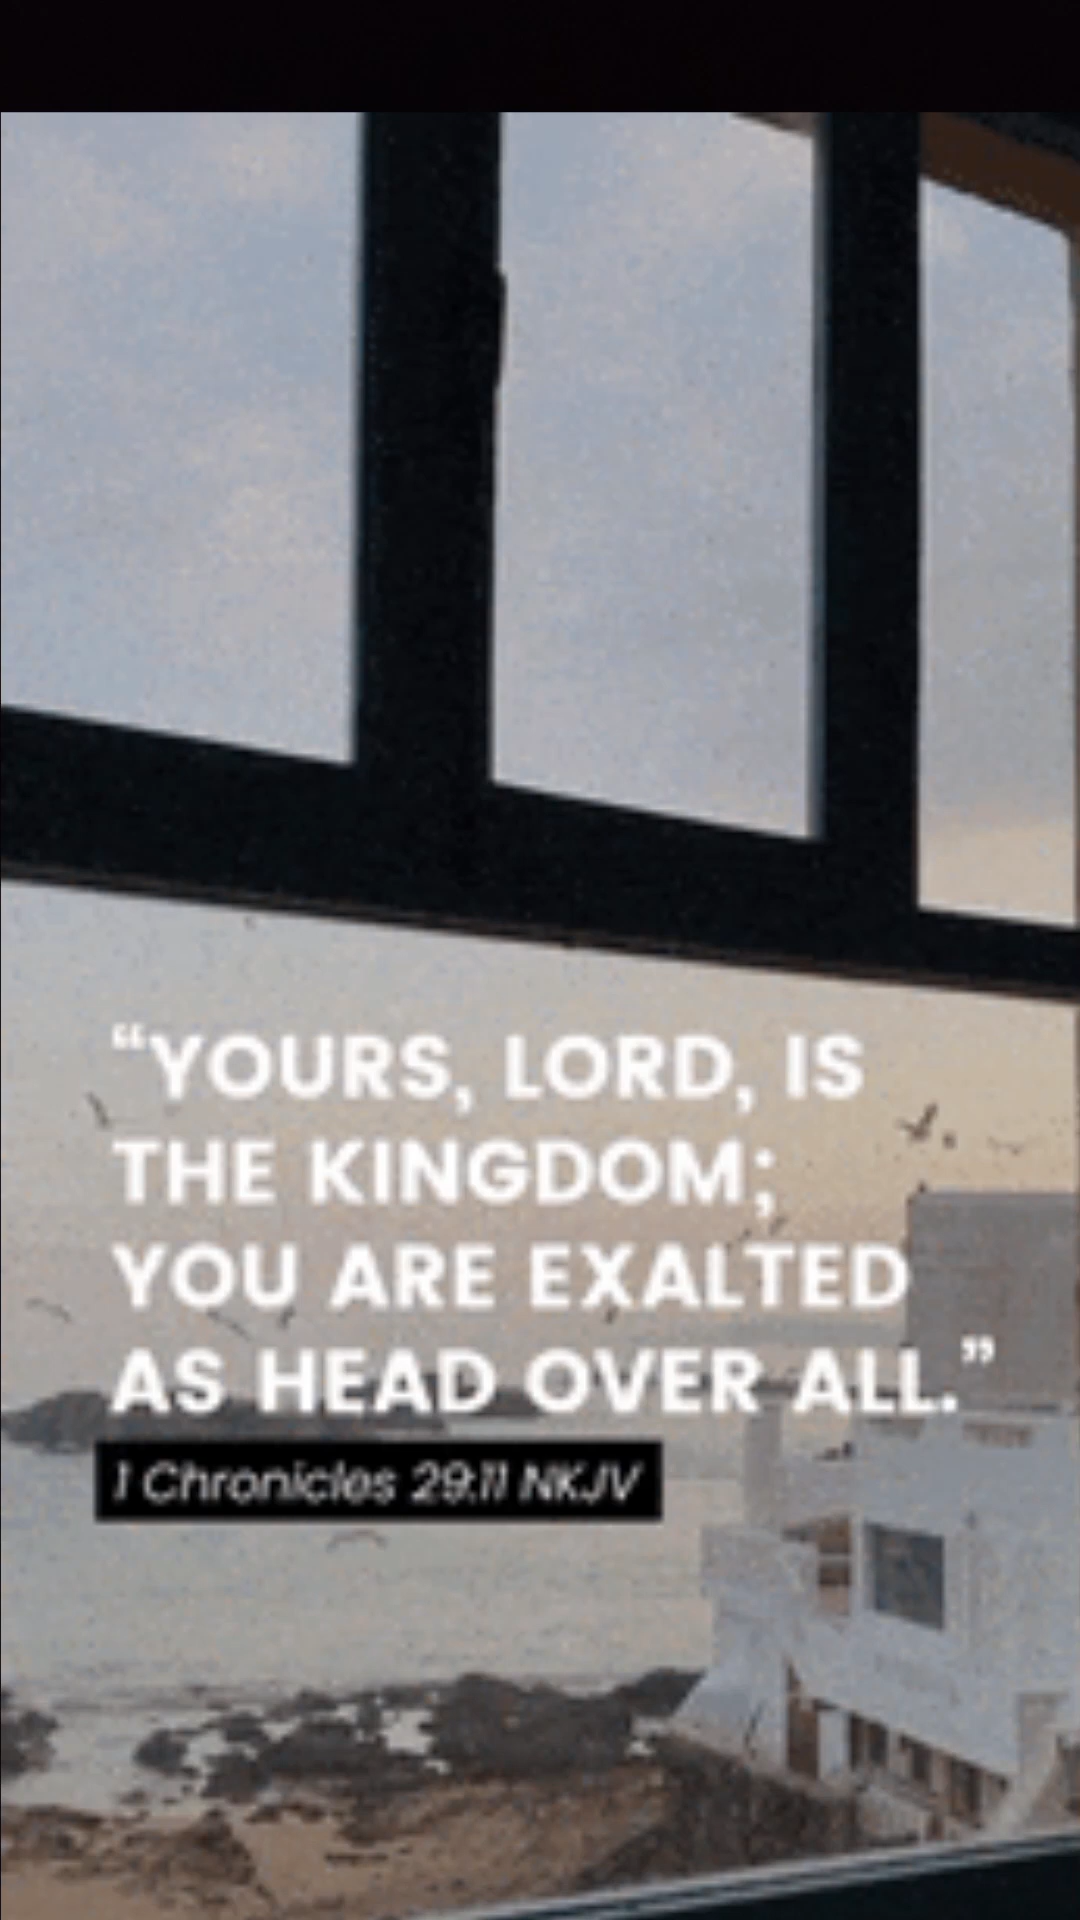 “YOURS, LORD, IS
THE KINGDOM;
YOU ARE EXALTED
AS HEAD OVER ALL.”
1 Chronicles 29:11 NKJV